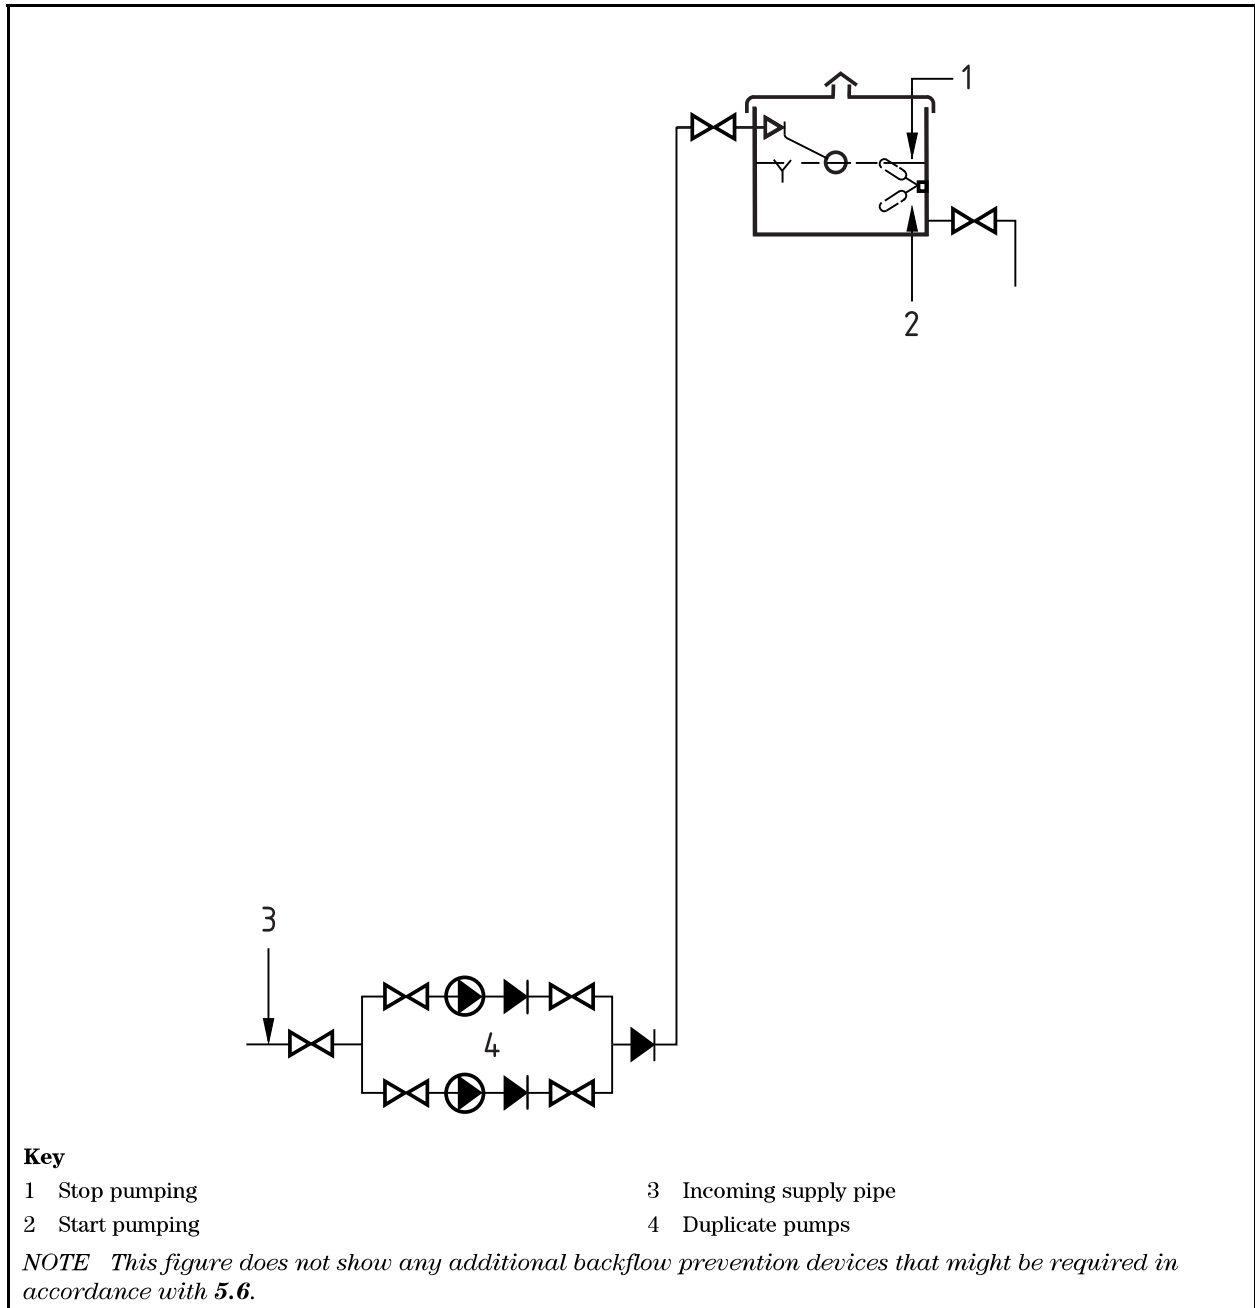 1
2
3
4
Key
1 Stop pumping
2 Start pumping
3 Incoming supply pipe
4 Duplicate pumps
NOTE This figure does not show any additional backflow prevention devices that might be required in
accordance with 5.6.